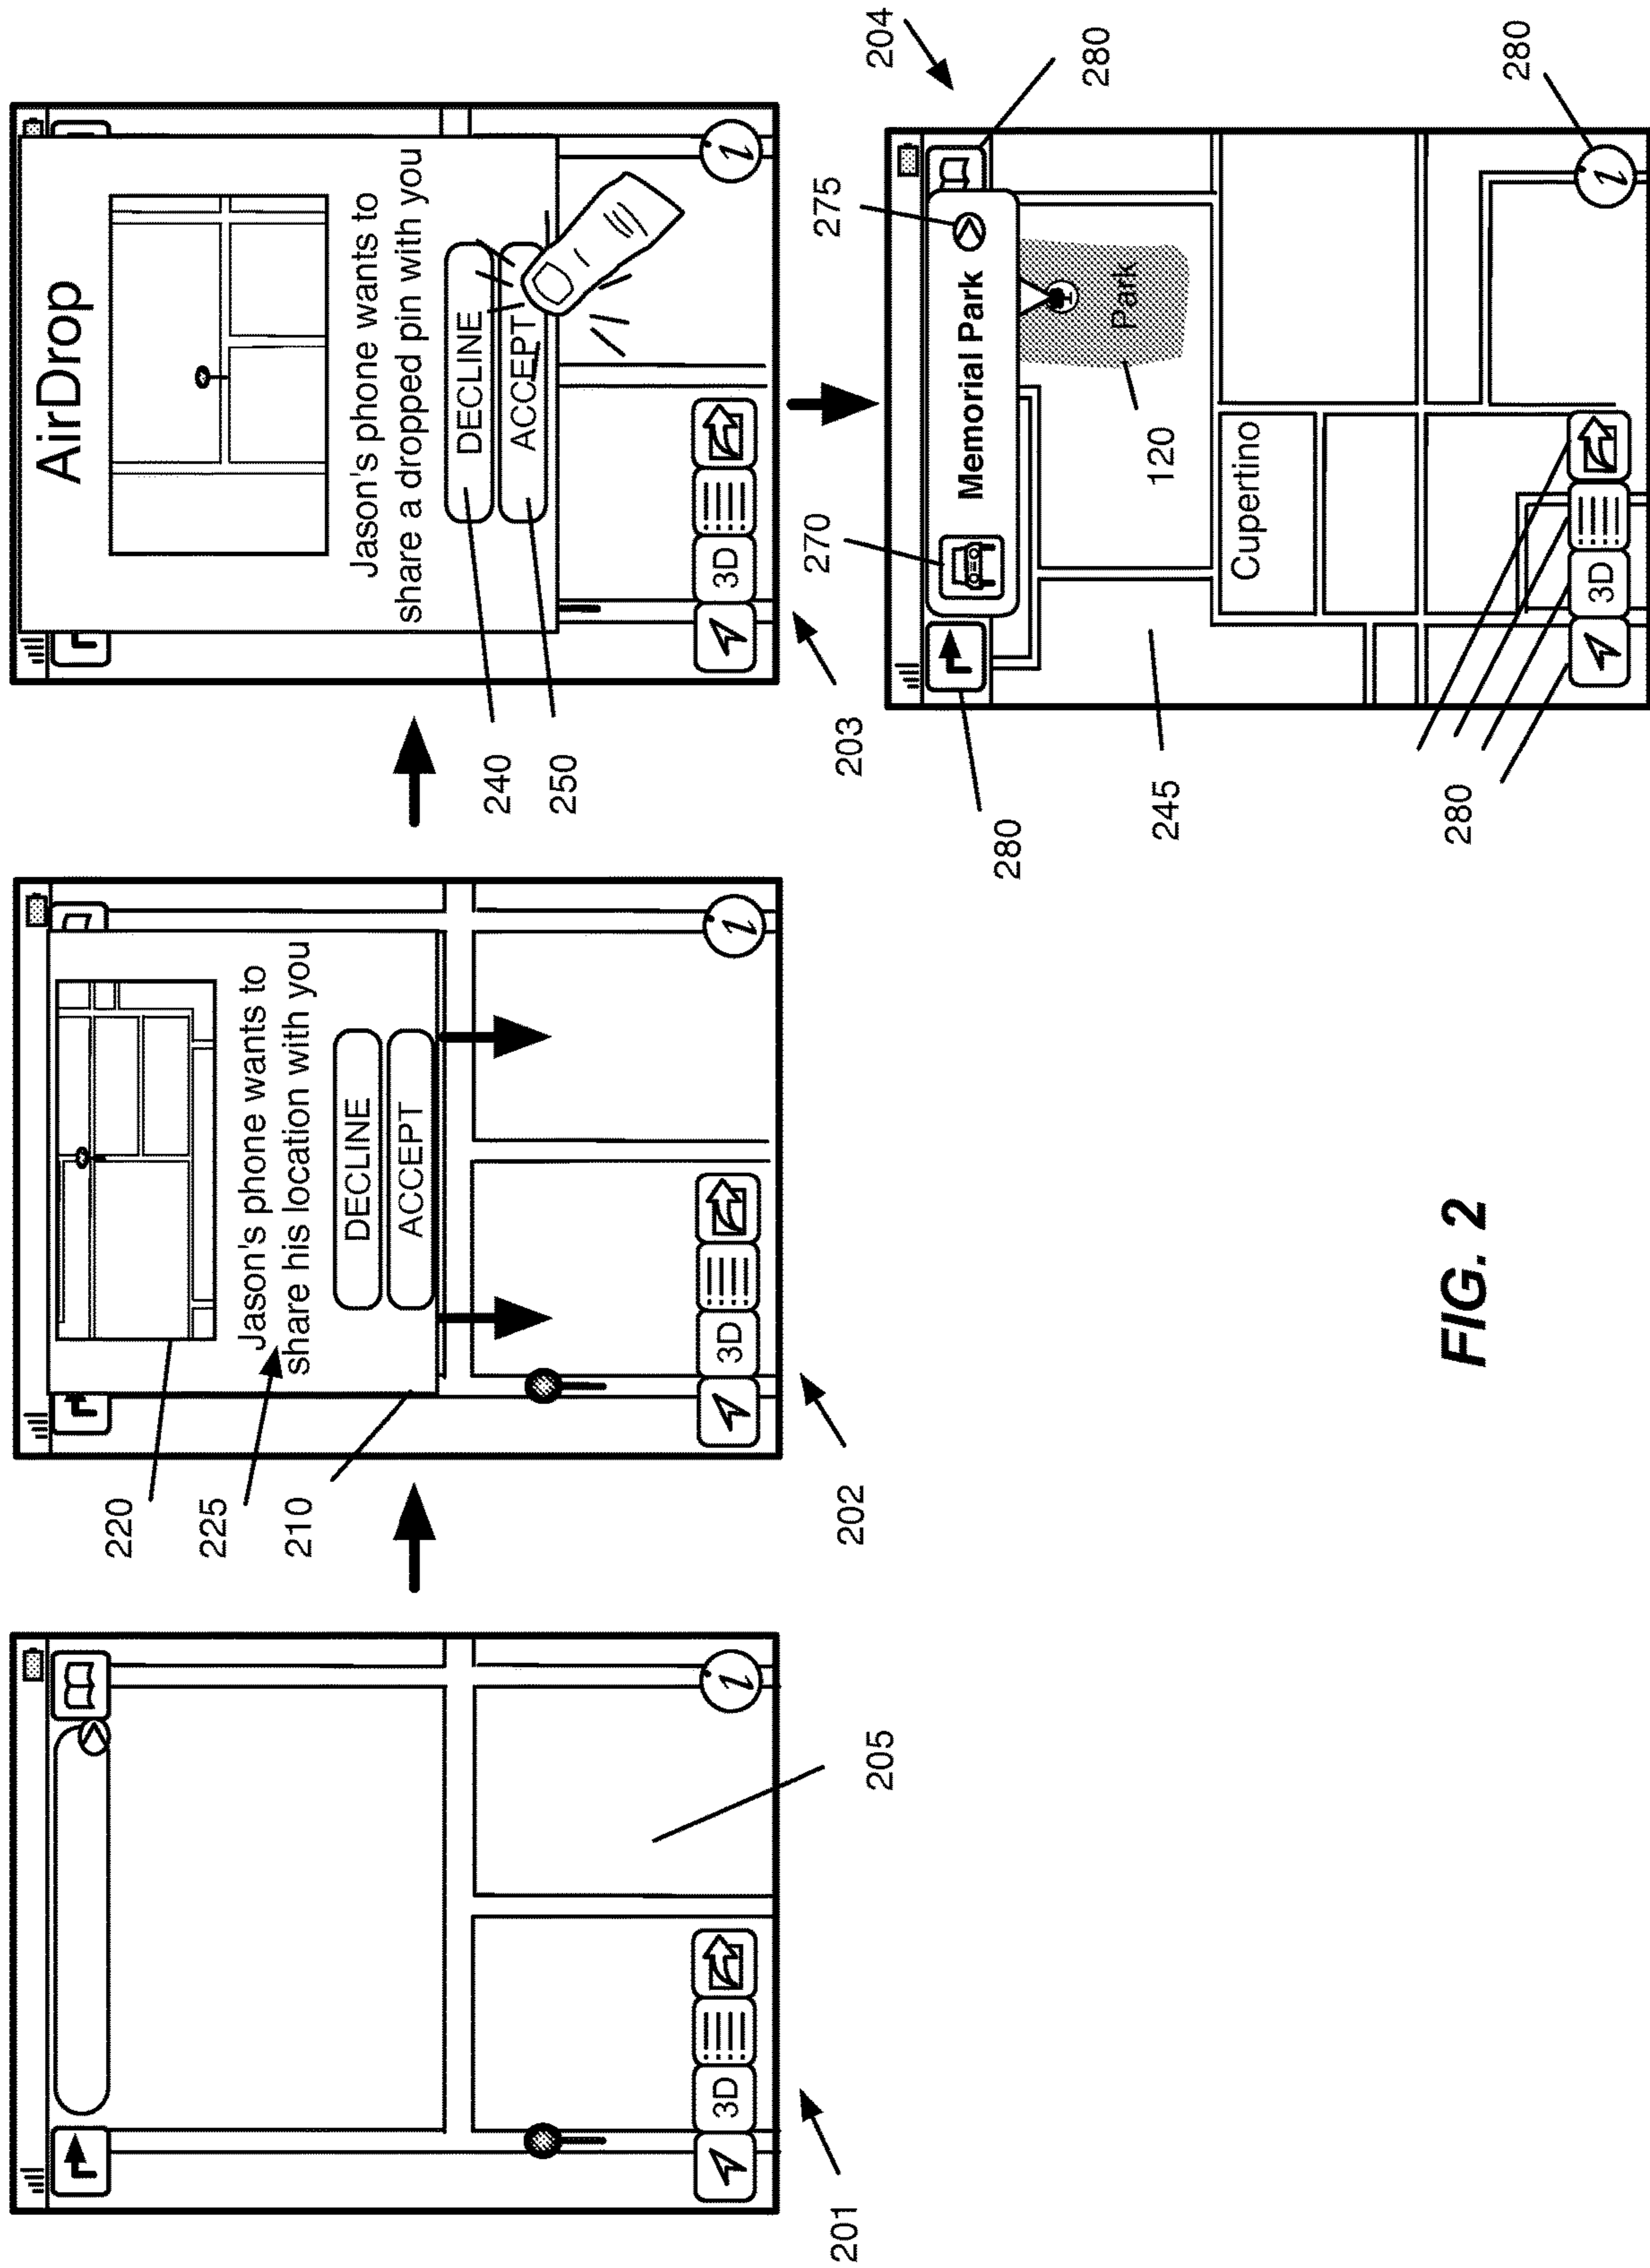 201
3D
i
205
220
225
210
Jason's phone wants to
share his location with you
DECLINE
ACCEPT
3D
i
202
AirDrop
Jason's phone wants to
share a dropped pin with you
DECLINE
ACCEPT
240
250
3D
i
203
204
270
275
280
280
Memorial Park
Park
120
Cupertino
245
3D
i
280
280
FIG. 2